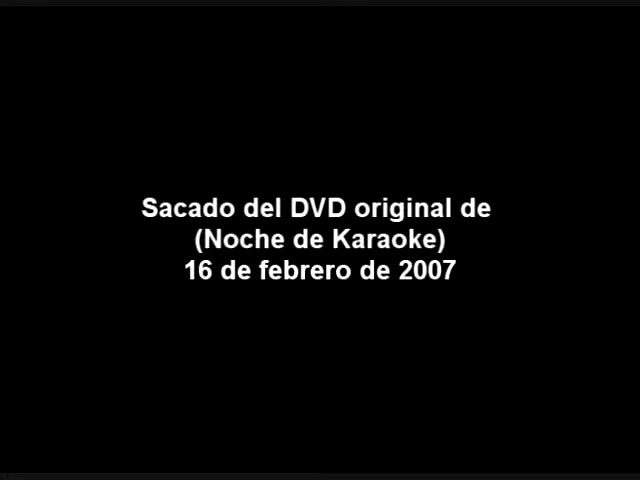 Sacado del DVD original de
(Noche de Karaoke)
16 de febrero de 2007